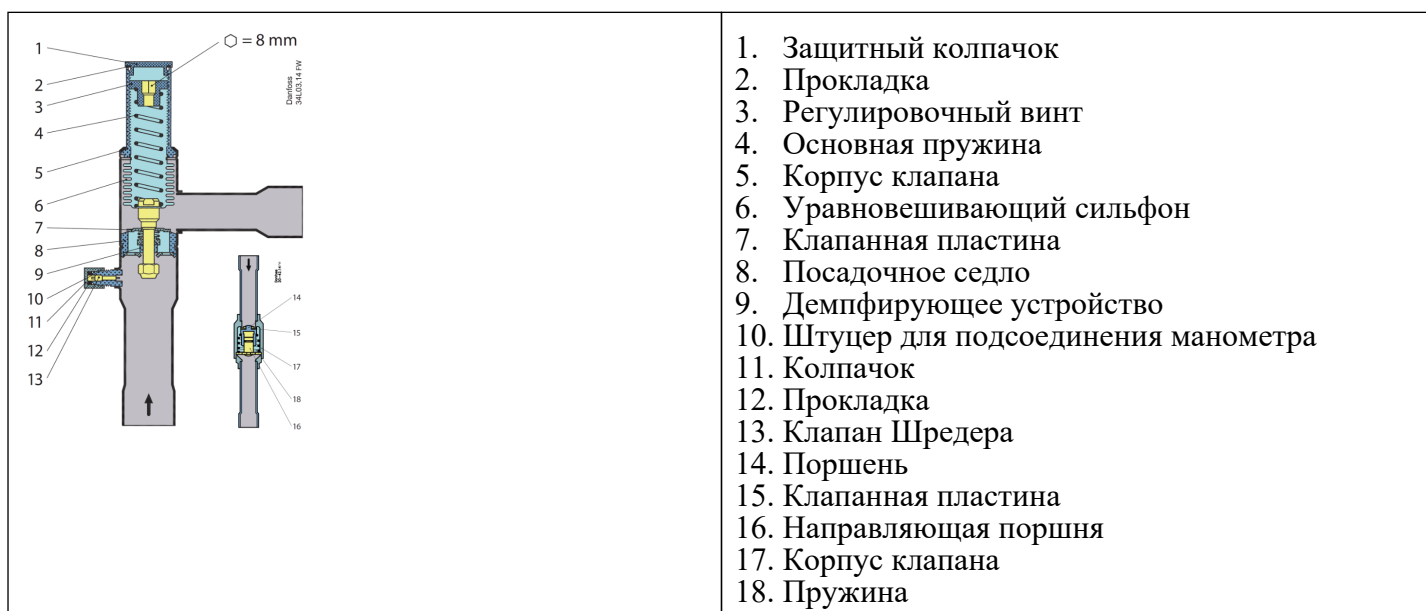 1
2
3
4
5
6
7
8
9
10
11
12
13
= 8 mm
Danfoss
34L03.14 FW
14
15
17
18
16
1. Защитный колпачок
2. Прокладка
3. Регулировочный винт
4. Основная пружина
5. Корпус клапана
6. Уравновешивающий сильфон
7. Клапанная пластина
8. Посадочное седло
9. Демпфирующее устройство
10. Штуцер для подсоединения манометра
11. Колпачок
12. Прокладка
13. Клапан Шредера
14. Поршень
15. Клапанная пластина
16. Направляющая поршня
17. Корпус клапана
18. Пружина